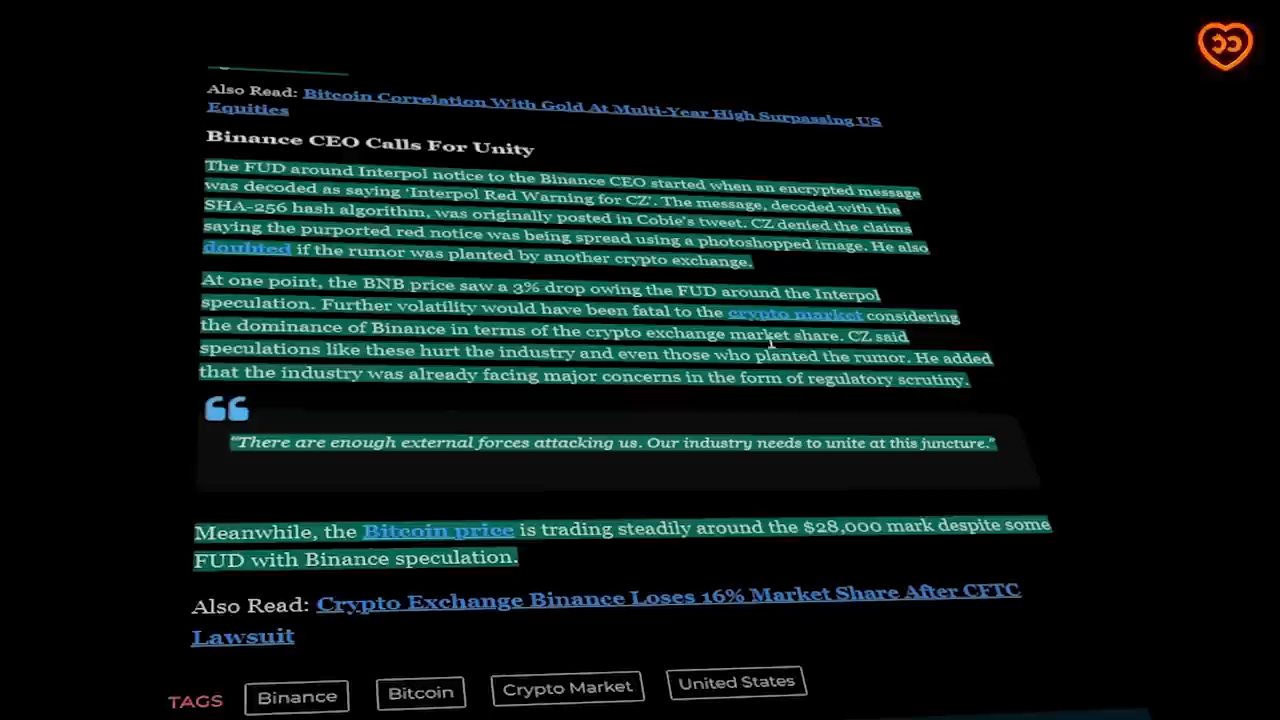 Also Read: Bitcoin Correlation With Gold At Multi-Year High Surpassing US
Equities
Binance CEO Calls For Unity
The FUD around Interpol notice to the Binance CEO started when an encrypted message
was decoded as saying 'Interpol Red Warning for CZ'. The message, decoded with the
SHA-256 hash algorithm, was originally posted in Cobie's tweet. CZ denied the claims
saying the purported red notice was being spread using a photoshopped image. He also
doubted if the rumor was planted by another crypto exchange.
At one point, the BNB price saw a 3% drop owing the FUD around the Interpol
speculation. Further volatility would have been fatal to the crypto market considering
the dominance of Binance in terms of the crypto exchange market share. CZ said
speculations like these hurt the industry and even those who planted the rumor. He added
that the industry was already facing major concerns in the form of regulatory scrutiny.
"There are enough external forces attacking us. Our industry needs to unite at this juncture."
Meanwhile, the Bitcoin price is trading steadily around the $28,000 mark despite some
FUD with Binance speculation.
Also Read: Crypto Exchange Binance Loses 16% Market Share After CFTC
Lawsuit
TAGS Binance Bitcoin Crypto Market United States